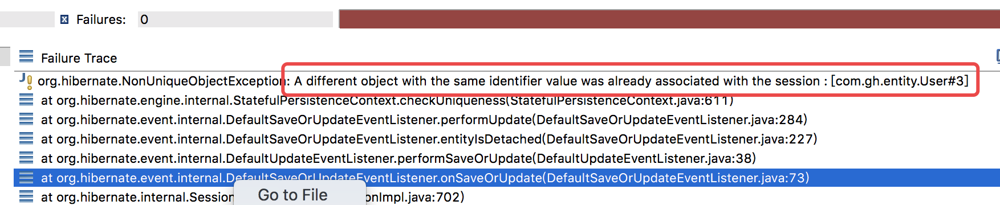 Failures: 0
Failure Trace
org.hibernate.NonUniqueObjectException: A different object with the same identifier value was already associated with the session : [com.gh.entity.User#3]
at org.hibernate.engine.internal.StatefulPersistenceContext.checkUniqueness(StatefulPersistenceContext.java:611)
at org.hibernate.event.internal.DefaultSaveOrUpdateEventListener.performUpdate(DefaultSaveOrUpdateEventListener.java:284)
at org.hibernate.event.internal.DefaultSaveOrUpdateEventListener.entityIsDetached(DefaultSaveOrUpdateEventListener.java:227)
at org.hibernate.event.internal.DefaultUpdateEventListener.performSaveOrUpdate(DefaultUpdateEventListener.java:38)
at org.hibernate.event.internal.DefaultSaveOrUpdateEventListener.onSaveOrUpdate(DefaultSaveOrUpdateEventListener.java:73)
at org.hibernate.internal.Session onImpl.java:702)
Go to File